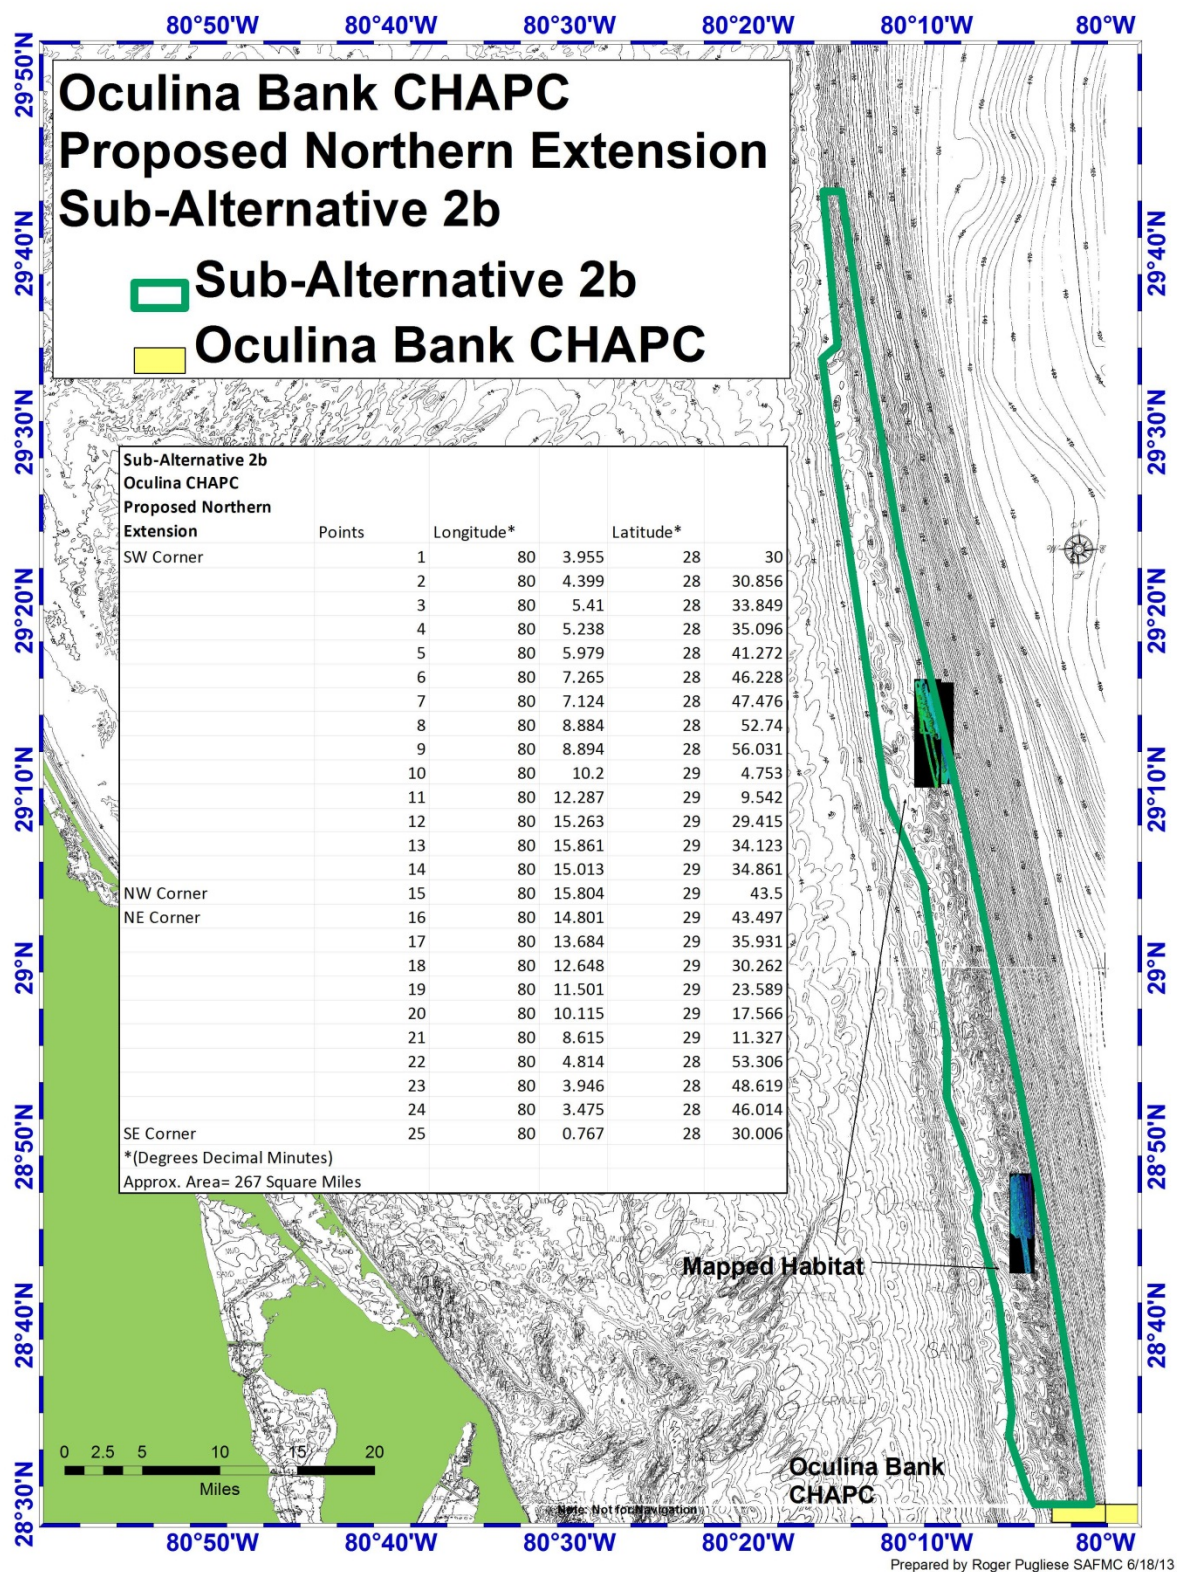 80°50'W 80°40'W 80°30'W 80°20'W 80°10'W 80°W
29°50'N
29°40'N
29°30'N
29°20'N
29°10'N
29°N
28°50'N
28°40'N
28°30'N
Oculina Bank CHAPC
Proposed Northern Extension
Sub-Alternative 2b
Sub-Alternative 2b
Oculina Bank CHAPC
Sub-Alternative 2b
Oculina CHAPC
Proposed Northern
Extension Points Longitude* Latitude*
SW Corner 1 80 3.955 28 30
2 80 4.399 28 30.856
3 80 5.41 28 33.849
4 80 5.238 28 35.096
5 80 5.979 28 41.272
6 80 7.265 28 46.228
7 80 7.124 28 47.476
8 80 8.884 28 52.74
9 80 8.894 28 56.031
10 80 10.2 29 4.753
11 80 12.287 29 9.542
12 80 15.263 29 29.415
13 80 15.861 29 34.123
14 80 15.013 29 34.861
NW Corner 15 80 15.804 29 43.5
NE Corner 16 80 14.801 29 43.497
17 80 13.684 29 35.931
18 80 12.648 29 30.262
19 80 11.501 29 23.589
20 80 10.115 29 17.566
21 80 8.615 29 11.327
22 80 4.814 28 53.306
23 80 3.946 28 48.619
24 80 3.475 28 46.014
SE Corner 25 80 0.767 28 30.006
*(Degrees Decimal Minutes)
Approx. Area= 267 Square Miles
Mapped Habitat
SAND
SAND
0 2.5 5 10 15 20
Miles
Oculina Bank
CHAPC
Note: Not for Navigation
29°50'N
29°40'N
29°30'N
29°20'N
29°10'N
29°N
28°50'N
28°40'N
28°30'N
80°50'W 80°40'W 80°30'W 80°20'W 80°10'W 80°W
Prepared by Roger Pugliese SAFMC 6/18/13